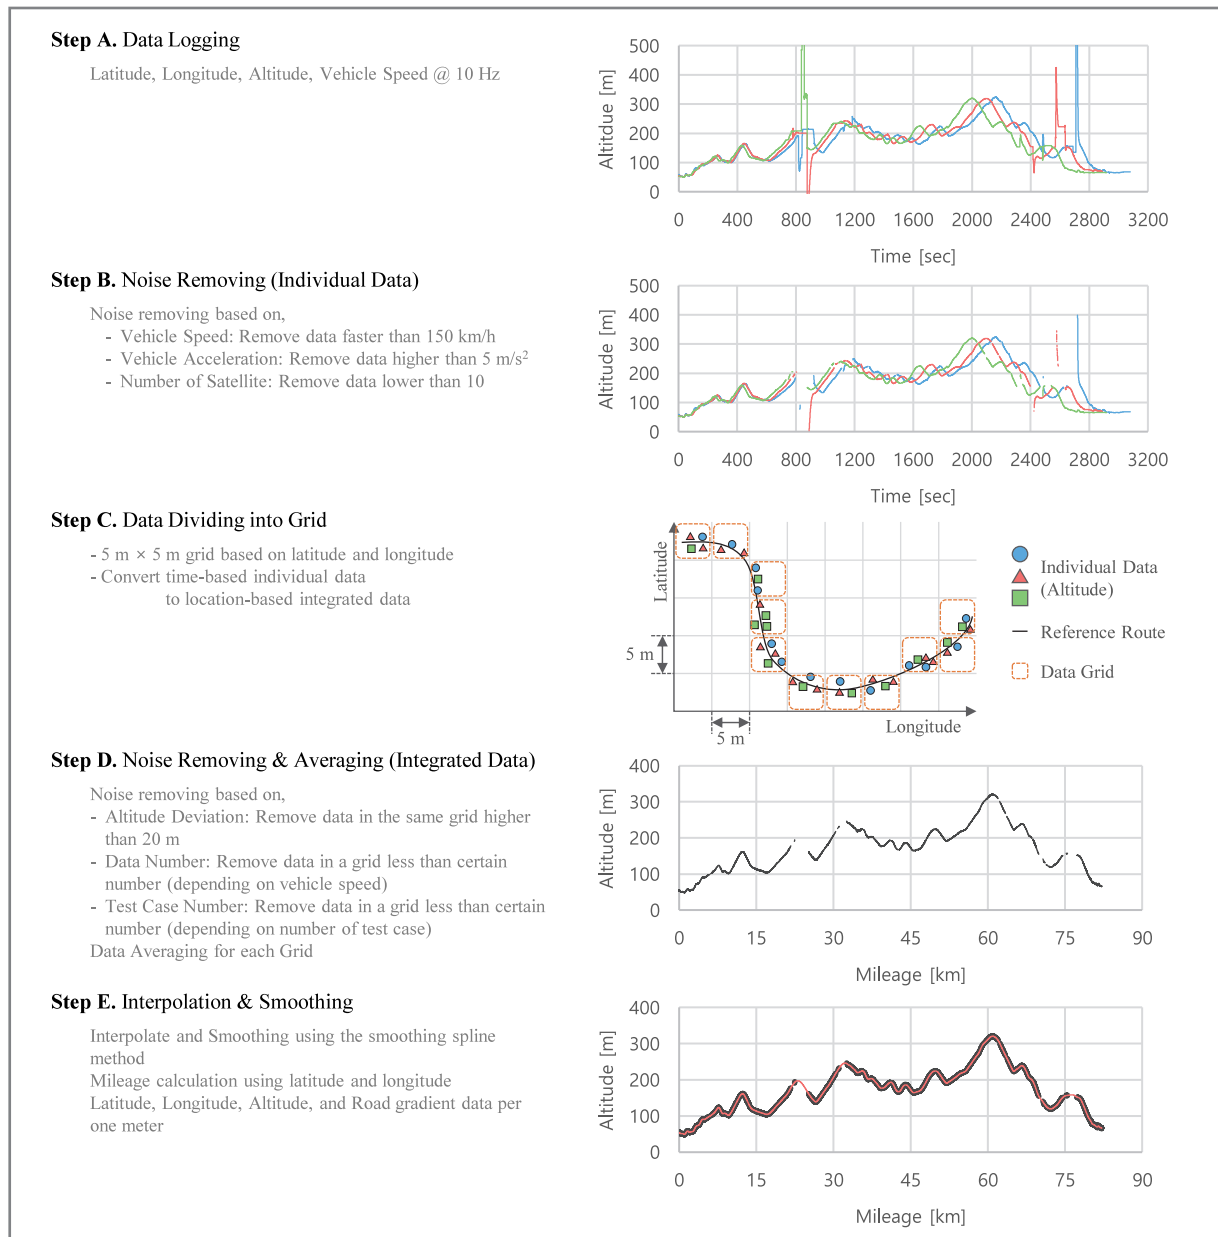 Step A. Data Logging
Latitude, Longitude, Altitude, Vehicle Speed @ 10 Hz
Altitdue [m]
500
400
300
200
100
0
0 400 800 1200 1600 2000 2400 2800 3200
Time [sec]
Step B. Noise Removing (Individual Data)
Noise removing based on,
- Vehicle Speed: Remove data faster than 150 km/h
- Vehicle Acceleration: Remove data higher than 5 m/s²
- Number of Satellite: Remove data lower than 10
Altitude [m]
500
400
300
200
100
0
0 400 800 1200 1600 2000 2400 2800 3200
Time [sec]
Step C. Data Dividing into Grid
- 5 m × 5 m grid based on latitude and longitude
- Convert time-based individual data
to location-based integrated data
Latitude
5 m
5 m
Longitude
Individual Data
(Altitude)
Reference Route
Data Grid
Step D. Noise Removing & Averaging (Integrated Data)
Noise removing based on,
- Altitude Deviation: Remove data in the same grid higher
than 20 m
- Data Number: Remove data in a grid less than certain
number (depending on vehicle speed)
- Test Case Number: Remove data in a grid less than certain
number (depending on number of test case)
Data Averaging for each Grid
Altitude [m]
400
300
200
100
0
0 15 30 45 60 75 90
Mileage [km]
Step E. Interpolation & Smoothing
Interpolate and Smoothing using the smoothing spline
method
Mileage calculation using latitude and longitude
Latitude, Longitude, Altitude, and Road gradient data per
one meter
Altitude [m]
400
300
200
100
0
0 15 30 45 60 75 90
Mileage [km]